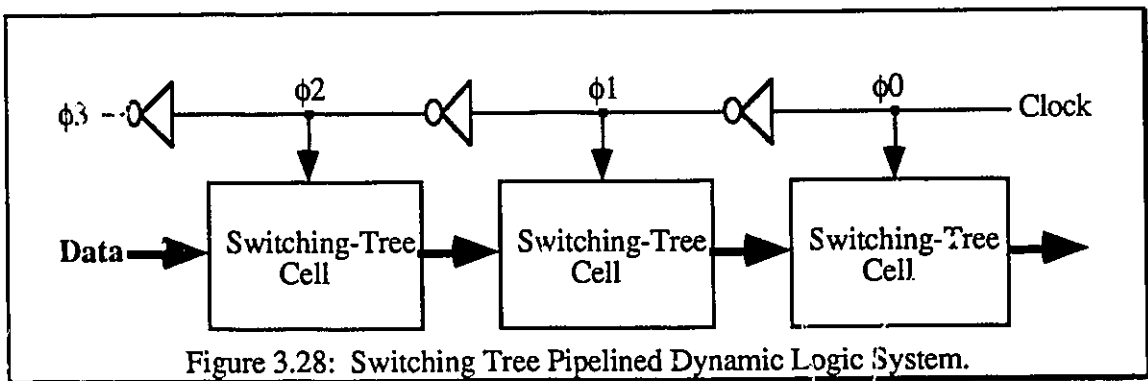 ϕ3 ϕ2 ϕ1 ϕ0 Clock
Data Switching-Tree Cell Switching-Tree Cell Switching-Tree Cell
Figure 3.28: Switching Tree Pipelined Dynamic Logic System.